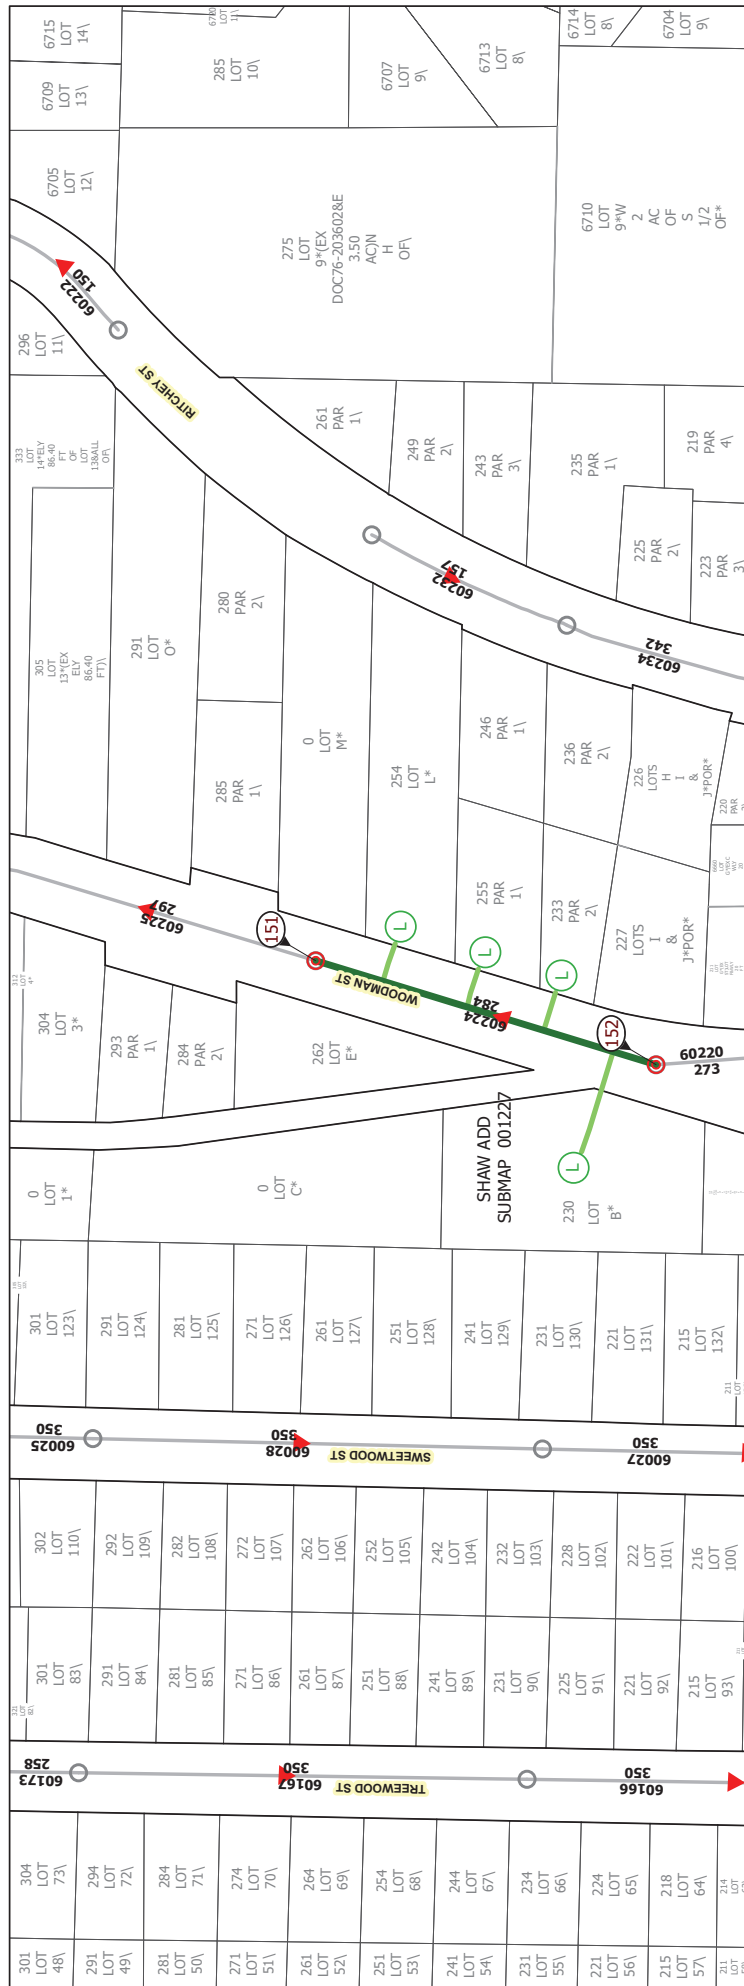 6715
LOT
14\
6709
LOT
13\
6705
LOT
12\
285
LOT
10\
6707
LOT
9\
6713
LOT
8\
6714
LOT
8\
6704
LOT
9\
275
LOT
9*(EX
DOC76-203602&E
3.50
AC)N
H
OF\
6710
LOT
9*W
2
AC
OF
S
1/2
OF*
60222
150
296
LOT
11\
RITCHEY ST
333
LOT
14*ELY
86.40
FT
OF
LOT
13&ALL
OF\
261
PAR
1\
249
PAR
2\
243
PAR
3\
235
PAR
1\
219
PAR
4\
225
PAR
2\
223
PAR
3\
305
LOT
13*(EX
ELY
86.40
FT)\
291
LOT
O*
280
PAR
2\
60232
157
60234
342
285
PAR
1\
0
LOT
M*
254
LOT
L*
246
PAR
1\
236
PAR
2\
226
LOTS
H
I
&
J*POR*
220
PAR
255
PAR
1\
233
PAR
2\
227
LOTS
I
&
J*POR*
60225
297
151
L
L
L
WOODMAN ST
60224
284
152
60220
273
312
LOT
4*
304
LOT
3*
293
PAR
1\
284
PAR
2\
262
LOT
E*
SHAW ADD
SUBMAP 001227
L
0
LOT
1*
0
LOT
C*
230
LOT
B*
301
LOT
123\
291
LOT
124\
281
LOT
125\
271
LOT
126\
261
LOT
127\
251
LOT
128\
241
LOT
129\
231
LOT
130\
221
LOT
131\
215
LOT
132\
211
LOT
60025
350
60028
350
SWEETWOOD ST
60027
350
302
LOT
110\
292
LOT
109\
282
LOT
108\
272
LOT
107\
262
LOT
106\
252
LOT
105\
242
LOT
104\
232
LOT
103\
228
LOT
102\
222
LOT
101\
216
LOT
100\
321
LOT
82\
301
LOT
83\
291
LOT
84\
281
LOT
85\
271
LOT
86\
261
LOT
87\
251
LOT
88\
241
LOT
89\
231
LOT
90\
225
LOT
91\
221
LOT
92\
215
LOT
93\
60173
258
60167
350
TREEWOOD ST
60166
350
304
LOT
73\
294
LOT
72\
284
LOT
71\
274
LOT
70\
264
LOT
69\
254
LOT
68\
244
LOT
67\
234
LOT
66\
224
LOT
65\
218
LOT
64\
214
LOT
301
LOT
48\
291
LOT
49\
281
LOT
50\
271
LOT
51\
261
LOT
52\
251
LOT
53\
241
LOT
54\
231
LOT
55\
221
LOT
56\
215
LOT
57\
211
LOT